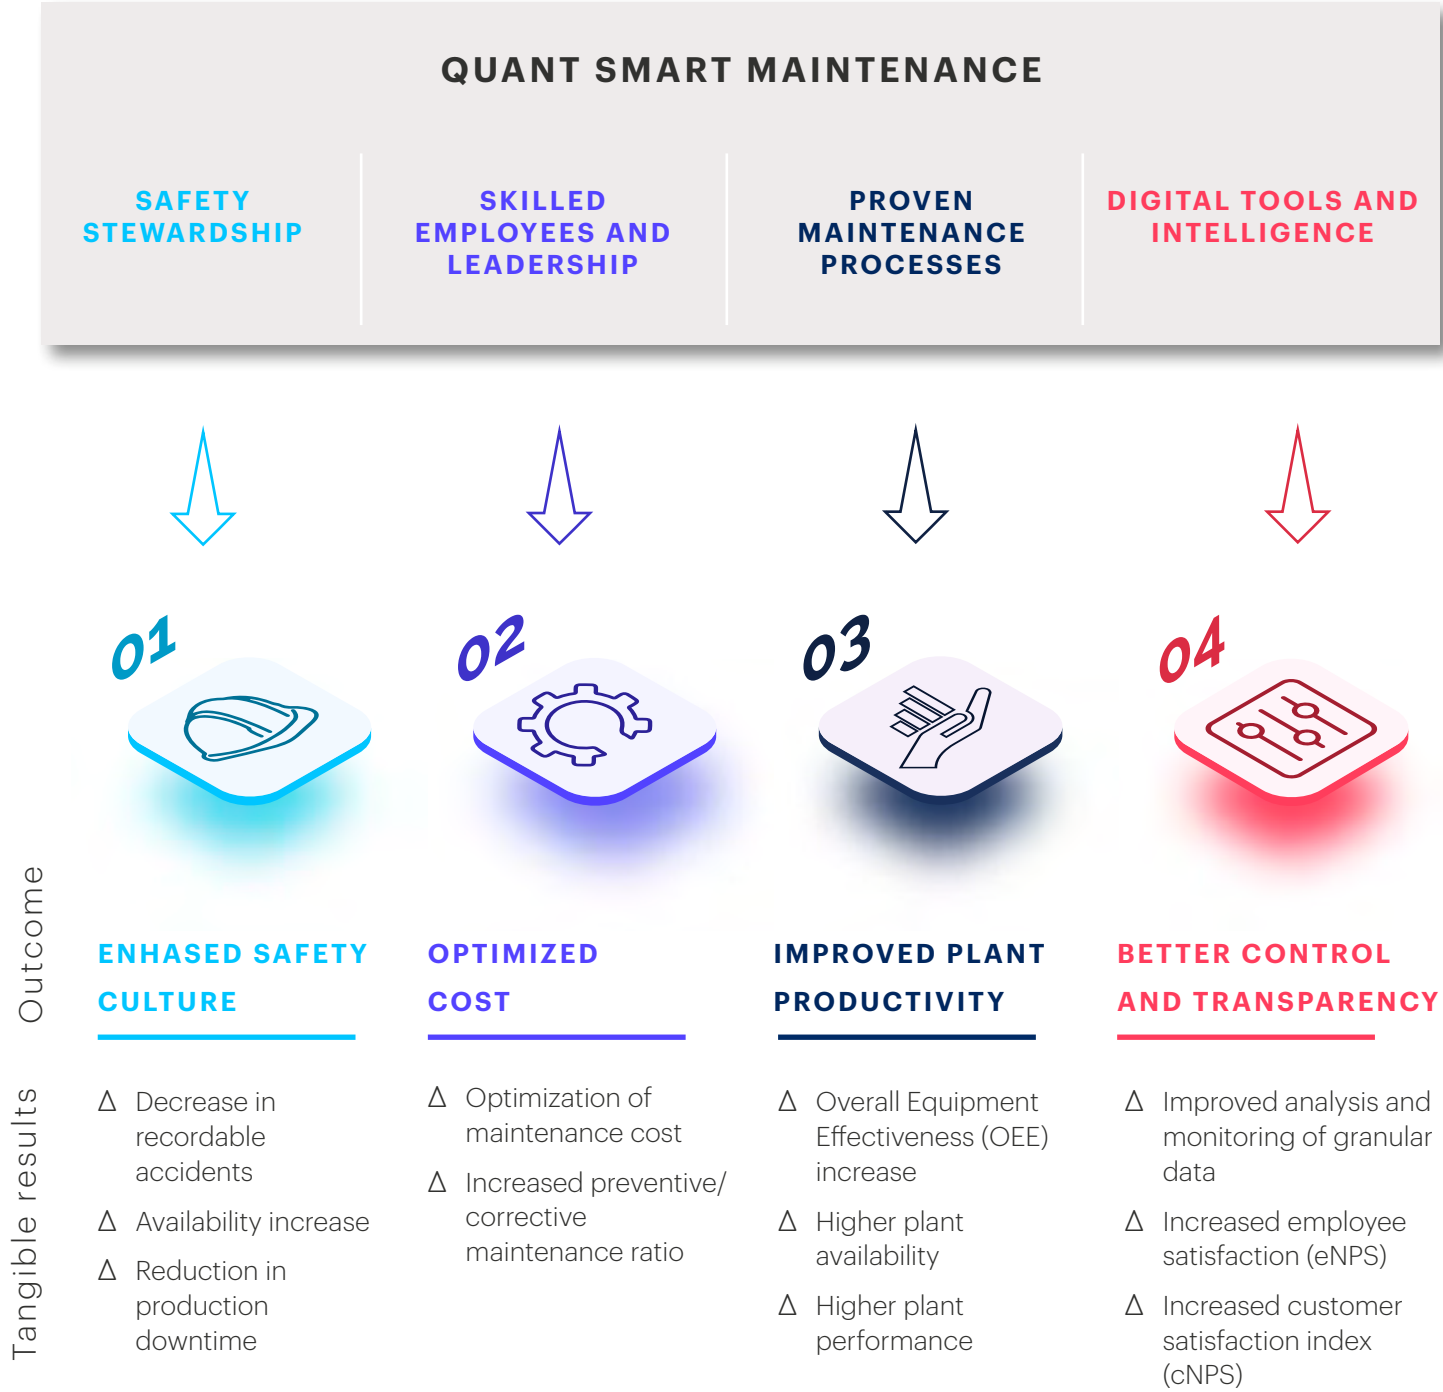 QUANT SMART MAINTENANCE
SAFETY
STEWARDSHIP
SKILLED
EMPLOYEES AND
LEADERSHIP
PROVEN
MAINTENANCE
PROCESSES
DIGITAL TOOLS AND
INTELLIGENCE
01
02
03
04
Outcome
ENHASED SAFETY
CULTURE
OPTIMIZED
COST
IMPROVED PLANT
PRODUCTIVITY
BETTER CONTROL
AND TRANSPARENCY
Tangible results
Δ Decrease in
recordable
accidents
Δ Availability increase
Δ Reduction in
production
downtime
Δ Optimization of
maintenance cost
Δ Increased preventive/
corrective
maintenance ratio
Δ Overall Equipment
Effectiveness (OEE)
increase
Δ Higher plant
availability
Δ Higher plant
performance
Δ Improved analysis and
monitoring of granular
data
Δ Increased employee
satisfaction (eNPS)
Δ Increased customer
satisfaction index
(cNPS)